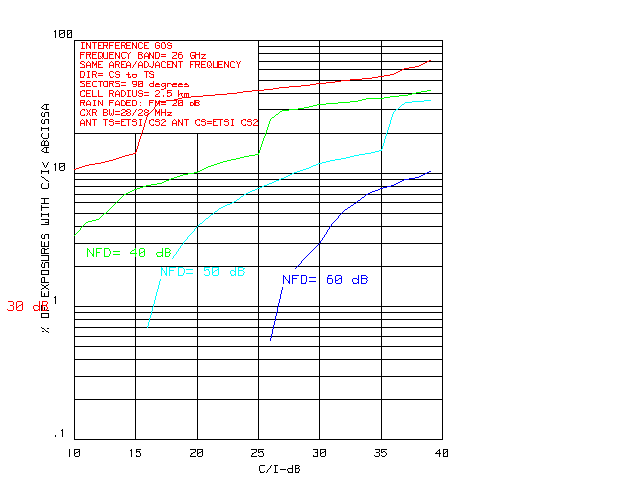 100
INTERFERENCE GOS
FREQUENCY BAND= 26 GHz
SAME AREA/ADJACENT FREQUENCY
DIR= CS to TS
SECTORS= 90 degrees
CELL RADIUS= 2.5 km
RAIN FADED: FM= 20 dB
CXR BW=28/28/MHz
ANT TS=ETSI CS2 ANT CS=ETSI CS2
% OF EXPOSURES WITH C/I< ABCISSA
10
NFD= 40 dB
NFD= 50 dB
NFD= 60 dB
30 dB
1
.1
10 15 20 25 30 35 40
C/I-dB